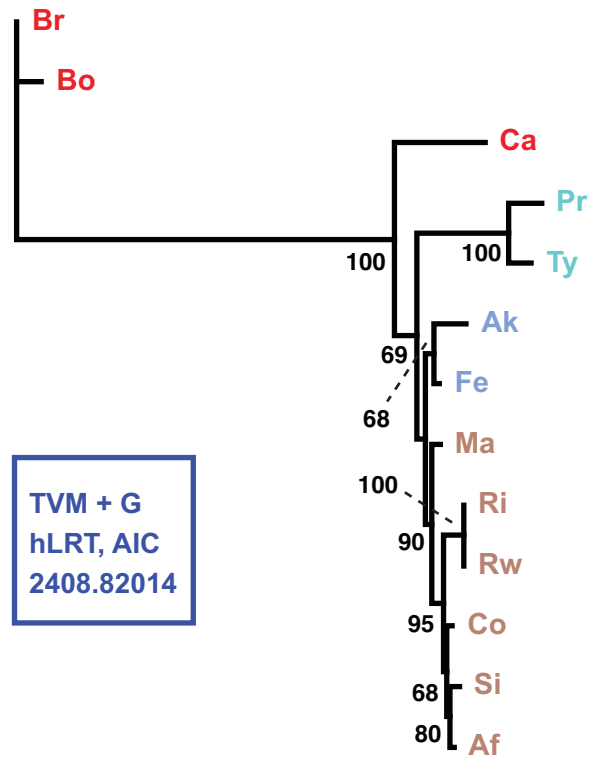 Br
Bo
Ca
Pr
100
100
Ty
Ak
69
Fe
68
Ma
100
Ri
TVM + G
hLRT, AIC
2408.82014
90
Rw
95
Co
68
Si
80
Af